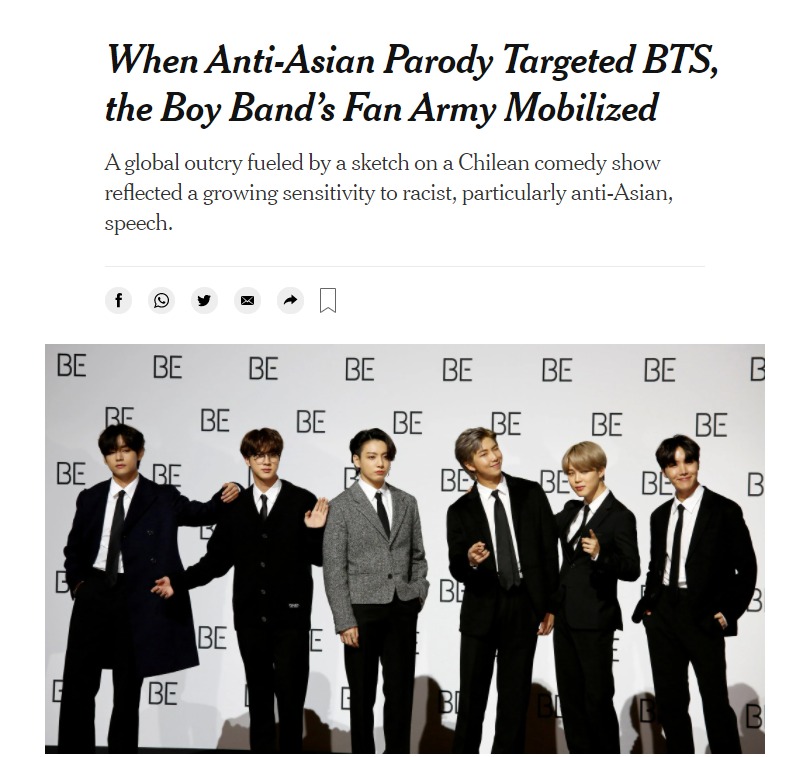 When Anti-Asian Parody Targeted BTS,
the Boy Band's Fan Army Mobilized
A global outcry fueled by a sketch on a Chilean comedy show
reflected a growing sensitivity to racist, particularly anti-Asian,
speech.
BE BE BE BE BE BE BE B
BE BE BE BE BE BE BE
BE BE BE BE BE B
BE
BE BE